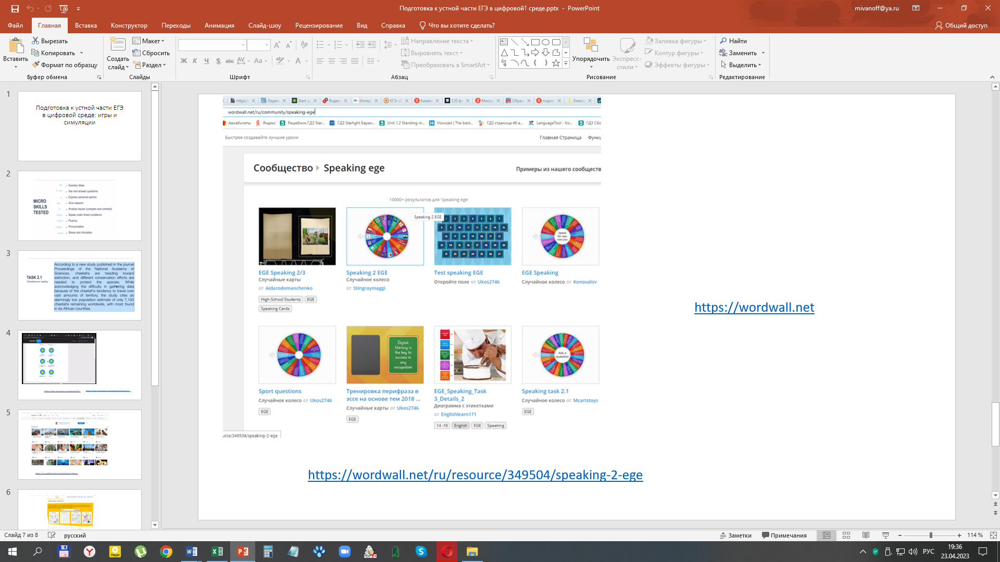 Подготовка к устной части ЕГЭ в цифровой1 среде.pptx - PowerPoint
mivanoff@ya.ru
Файл
Главная
Вставка
Конструктор
Переходы
Анимация
Слайд-шоу
Рецензирование
Вид
Справка
Что вы хотите сделать?
Общий доступ
Вставить
Вырезать
Копировать
Формат по образцу
Буфер обмена
Создать слайд
Макет
Сбросить
Раздел
Слайды
Ж К Ч S abc AV Aa
Шрифт
Направление текста
Выровнять текст
Преобразовать в SmartArt
Абзац
Упорядочить
Экспресс-стили
Заливка фигуры
Контур фигуры
Эффекты фигуры
Рисование
Найти
Заменить
Выделить
Редактирование
1
Подготовка к устной части ЕГЭ
в цифровой среде: игры и
симуляции
2
MICRO
SKILLS
TESTED
Express ideas
Ask and answer questions
Express personal opinion
Give reasons
Analyse issues (compare and contrast)
Speak under timed conditions
Fluency
Pronunciation
Stress and intonation
3
TASK 2.1
'Simultaneous' reading
According to a new study published in the journal
Proceedings of the National Academy of
Sciences, cheetahs are heading toward
extinction, and different conservation efforts are
needed to protect the species. While
acknowledging the difficulty in gathering data
because of the cheetah's tendency to travel over
vast amounts of territory, the study cites an
alarmingly low population estimate of only 7,100
cheetahs remaining worldwide, with most found
in six African countries.
4
5
6
https:/
Ледян
Start up
Яндекс
Интер
ЕГЭ-2
бихев
120 фи
Мисси
Образ
подго
Электр
wordwall.net/ru/community/speaking-ege
Авиабилеты
Яндекс
Решебник ГДЗ Star...
ГДЗ Starlight Баран...
Unit 1.2 Standing m...
Howcast | The best...
ГДЗ страница 46 а...
LanguageTool - Ко...
ГДЗ Сбо
Быстрее создавайте лучшие уроки
Главная Страница
Функц
Сообщество
Speaking ege
Примеры из нашего сообществ
10000+ результатов для 'speaking ege'
Speaking 2 EGE
Speak for two minutes
EGE Speaking 2/3
Случайные карты
от Aidarodomanchenko
High-School Students
EGE
Speaking Cards
Speaking 2 EGE
Случайное колесо
от Stingraymaggi
Test speaking EGE
Откройте поле от Ukos2746
EGE Speaking
Случайное колесо от Konovalov
Digital literacy is the key to success in any occupation
Ask a question
Sport questions
Случайное колесо от Ukos2746
EGE
Тренировка перифраза в
эссе на основе тем 2018 ...
Случайные карты от Ukos2746
EGE
EGE_Speaking_Task
3_Details_2
Диаграмма с этикетками
от Englishlearn171
14 -16
English
EGE
Speaking
Speaking task 2.1
Случайное колесо от Mcartstoys
EGE
urce/349504/speaking-2-ege
https://wordwall.net
https://wordwall.net/ru/resource/349504/speaking-2-ege
Слайд 7 из 8
русский
Заметки
Примечания
114 %
РУС
19:36
23.04.2023